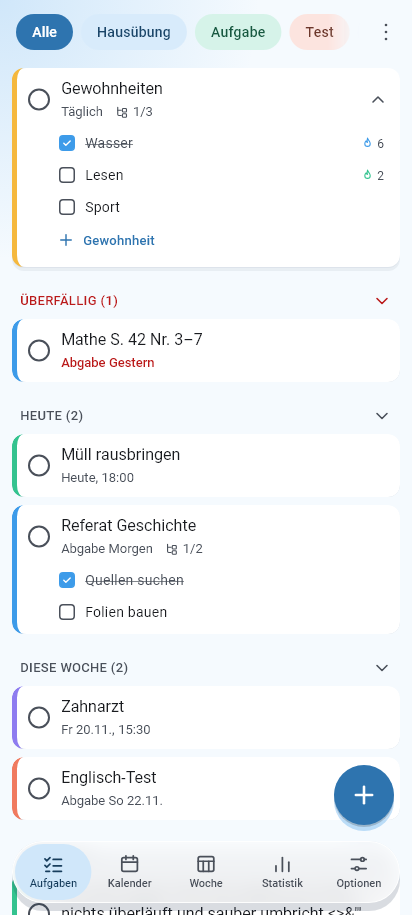 Alle Hausübung Aufgabe Test
Gewohnheiten
Täglich 1/3
Wasser 6
Lesen 2
Sport
Gewohnheit
ÜBERFÄLLIG (1)
Mathe S. 42 Nr. 3–7
Abgabe Gestern
HEUTE (2)
Müll rausbringen
Heute, 18:00
Referat Geschichte
Abgabe Morgen 1/2
Quellen suchen
Folien bauen
DIESE WOCHE (2)
Zahnarzt
Fr 20.11., 15:30
Englisch-Test
Abgabe So 22.11.
Aufgaben Kalender Woche Statistik Optionen
nichts überläuft und sauber umbricht